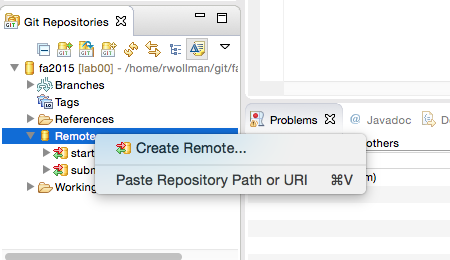 Git Repositories
GIT
fa2015 [lab00] - /home/rwollman/git/fa
Branches
Tags
References
Remote
start
subm
Working
Create Remote...
Paste Repository Path or URI ⌘V
Problems
Javadoc
@
De
others
m)